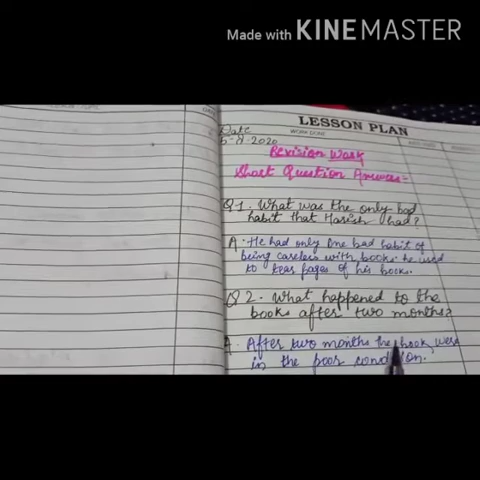 Made with KINEMASTER
LESSON PLAN
WORK DONE
Date
5-8-2020
Revision Work
Short Question Answers:-
Q1. What was the only bad
habit that Harish had?
A. He had only one bad habit of
being careless with books. he used
to tear pages of his books.
Q2. What happened to the
books after two months?
A. After two months the book were
in the poor condition.